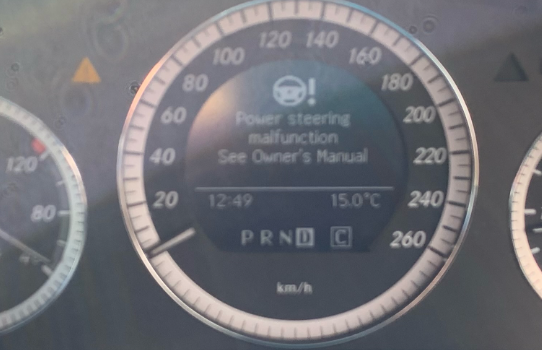 120 140
100 160
80 180
60 200
40 220
20 240
260
!
Power steering
malfunction
See Owner's Manual
12:49 15.0°C
P R N D C
km/h
120
80